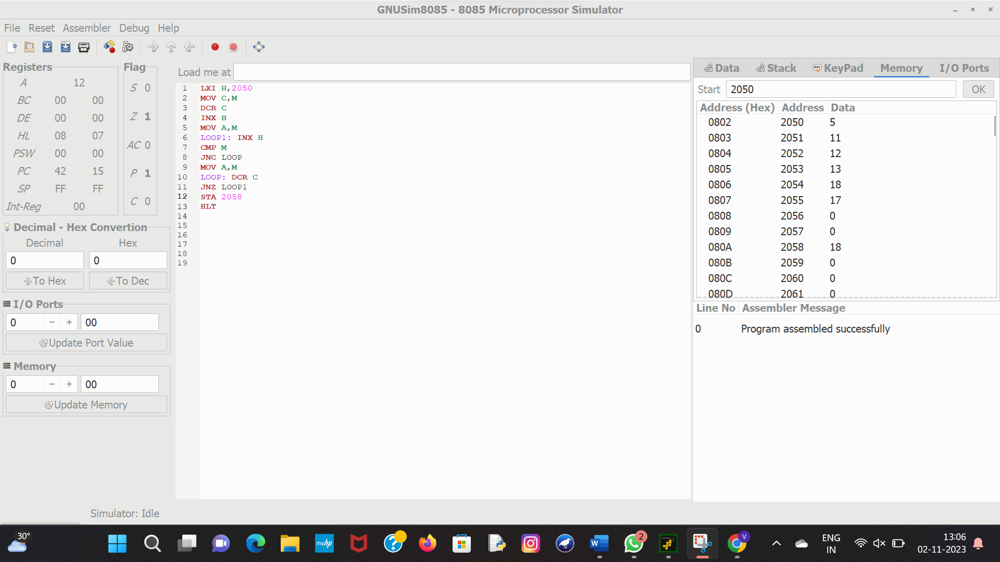 GNUSim8085 - 8085 Microprocessor Simulator
File Reset Assembler Debug Help
Registers
A 12
BC 00 00
DE 00 00
HL 08 07
PSW 00 00
PC 42 15
SP FF FF
Int-Reg 00
Flag
S 0
Z 1
AC 0
P 1
C 0
Decimal - Hex Convertion
Decimal Hex
0 0
To Hex To Dec
I/O Ports
0 − + 00
Update Port Value
Memory
0 − + 00
Update Memory
Load me at
1 LXI H,2050
2 MOV C,M
3 DCR C
4 INX H
5 MOV A,M
6 LOOP1: INX H
7 CMP M
8 JNC LOOP
9 MOV A,M
10 LOOP: DCR C
11 JNZ LOOP1
12 STA 2058
13 HLT
14
15
16
17
18
19
Data Stack Abc KeyPad Memory I/O Ports
Start 2050 OK
Address (Hex) Address Data
0802 2050 5
0803 2051 11
0804 2052 12
0805 2053 13
0806 2054 18
0807 2055 17
0808 2056 0
0809 2057 0
080A 2058 18
080B 2059 0
080C 2060 0
080D 2061 0
Line No Assembler Message
0 Program assembled successfully
Simulator: Idle
30°
myhp
?
W
2
V
ENG
IN
13:06
02-11-2023